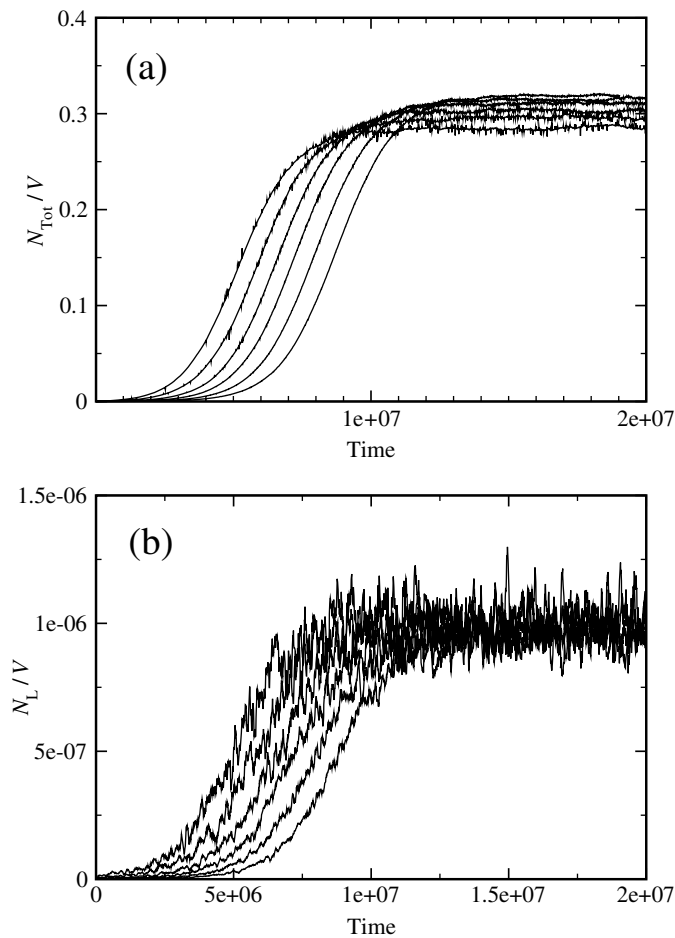 0.4
(a)
0.3
N_Tot / V
0.2
0.1
0
1e+07
2e+07
Time
1.5e-06
(b)
1e-06
N_L / V
5e-07
0
0
5e+06
1e+07
1.5e+07
2e+07
Time